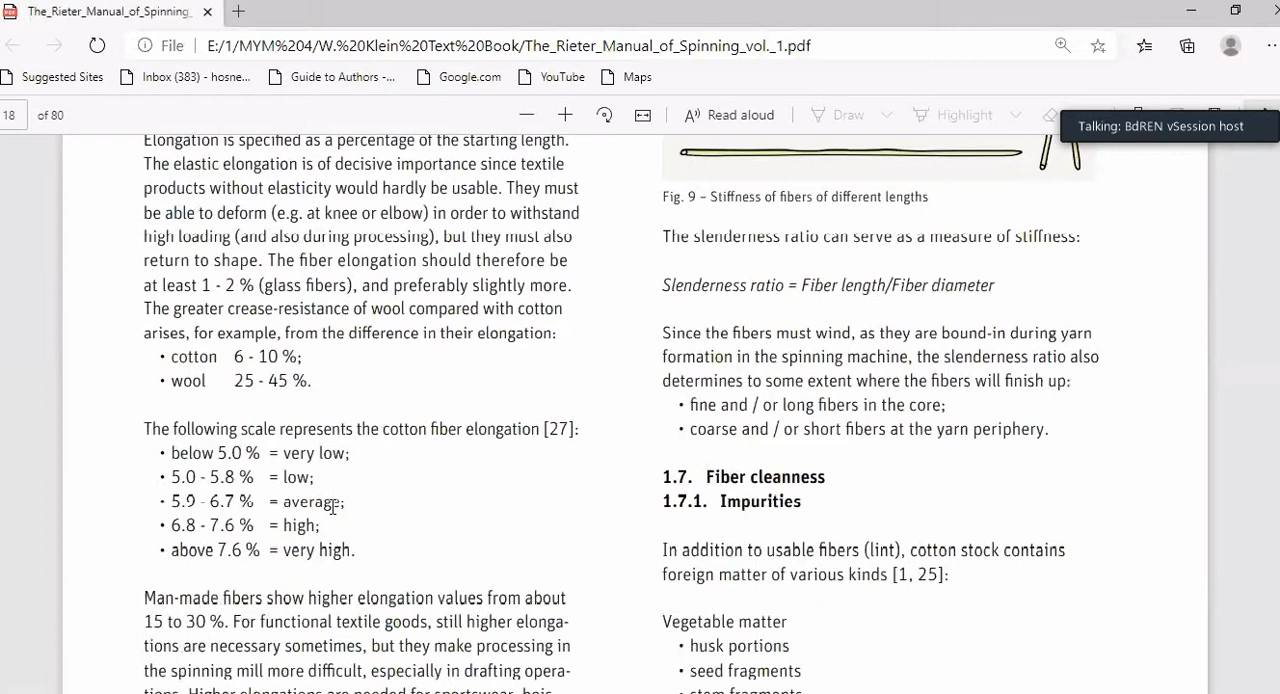 The_Rieter_Manual_of_Spinning_
File E:/1/MYM%204/W.%20Klein%20Text%20Book/The_Rieter_Manual_of_Spinning_vol._1.pdf
Suggested Sites Inbox (383) - hosne... Guide to Authors -... Google.com YouTube Maps
18 of 80 Read aloud Draw Highlight
Talking: BdREN vSession host
Elongation is specified as a percentage of the starting length.
The elastic elongation is of decisive importance since textile
products without elasticity would hardly be usable. They must
be able to deform (e.g. at knee or elbow) in order to withstand
high loading (and also during processing), but they must also
return to shape. The fiber elongation should therefore be
at least 1 - 2 % (glass fibers), and preferably slightly more.
The greater crease-resistance of wool compared with cotton
arises, for example, from the difference in their elongation:
• cotton 6 - 10 %;
• wool 25 - 45 %.
The following scale represents the cotton fiber elongation [27]:
• below 5.0 % = very low;
• 5.0 - 5.8 % = low;
• 5.9 - 6.7 % = average;
• 6.8 - 7.6 % = high;
• above 7.6 % = very high.
Man-made fibers show higher elongation values from about
15 to 30 %. For functional textile goods, still higher elonga-
tions are necessary sometimes, but they make processing in
the spinning mill more difficult, especially in drafting opera-
tions. Higher elongations are needed for sportswear, hois-
Fig. 9 – Stiffness of fibers of different lengths
The slenderness ratio can serve as a measure of stiffness:
Slenderness ratio = Fiber length/Fiber diameter
Since the fibers must wind, as they are bound-in during yarn
formation in the spinning machine, the slenderness ratio also
determines to some extent where the fibers will finish up:
• fine and / or long fibers in the core;
• coarse and / or short fibers at the yarn periphery.
1.7. Fiber cleanness
1.7.1. Impurities
In addition to usable fibers (lint), cotton stock contains
foreign matter of various kinds [1, 25]:
Vegetable matter
• husk portions
• seed fragments
• stem fragments